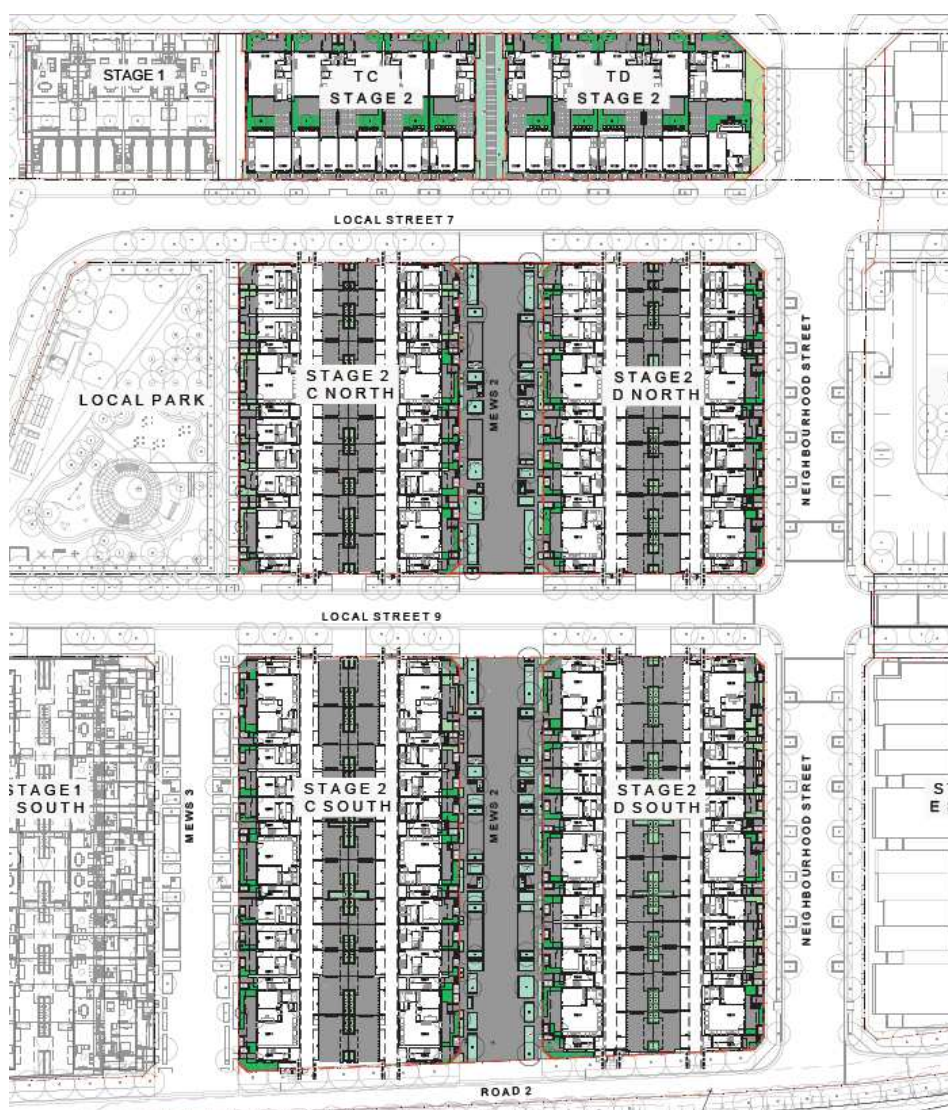 STAGE 1
TC
STAGE 2
TD
STAGE 2
LOCAL STREET 7
LOCAL PARK
STAGE 2
C NORTH
MEWS 2
STAGE 2
D NORTH
NEIGHBOURHOOD STREET
LOCAL STREET 9
STAGE 1
SOUTH
MEWS 3
STAGE 2
C SOUTH
MEWS 2
STAGE 2
D SOUTH
NEIGHBOURHOOD STREET
ST
E
ROAD 2